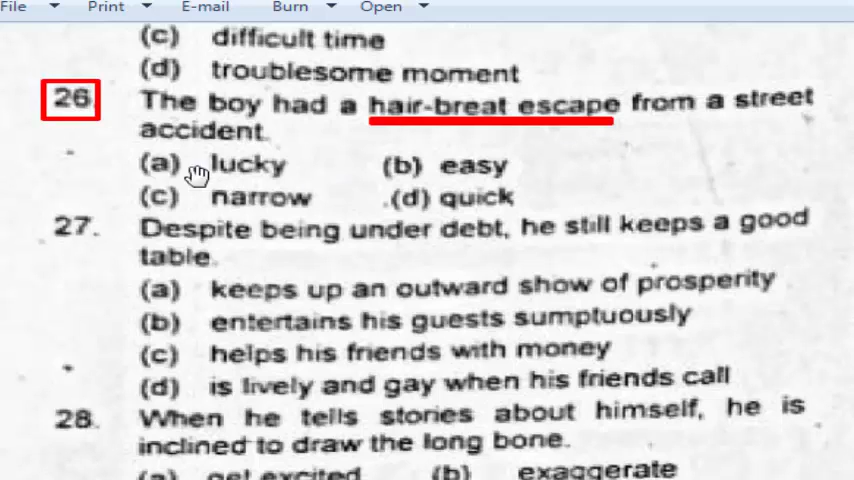 File Print E-mail Burn Open
(c) difficult time
(d) troublesome moment
26. The boy had a hair-breat escape from a street
accident.
(a) lucky (b) easy
(c) narrow (d) quick
27. Despite being under debt, he still keeps a good
table.
(a) keeps up an outward show of prosperity
(b) entertains his guests sumptuously
(c) helps his friends with money
(d) is lively and gay when his friends call
28. When he tells stories about himself, he is
inclined to draw the long bone.
(a) get excited (b) exaggerate